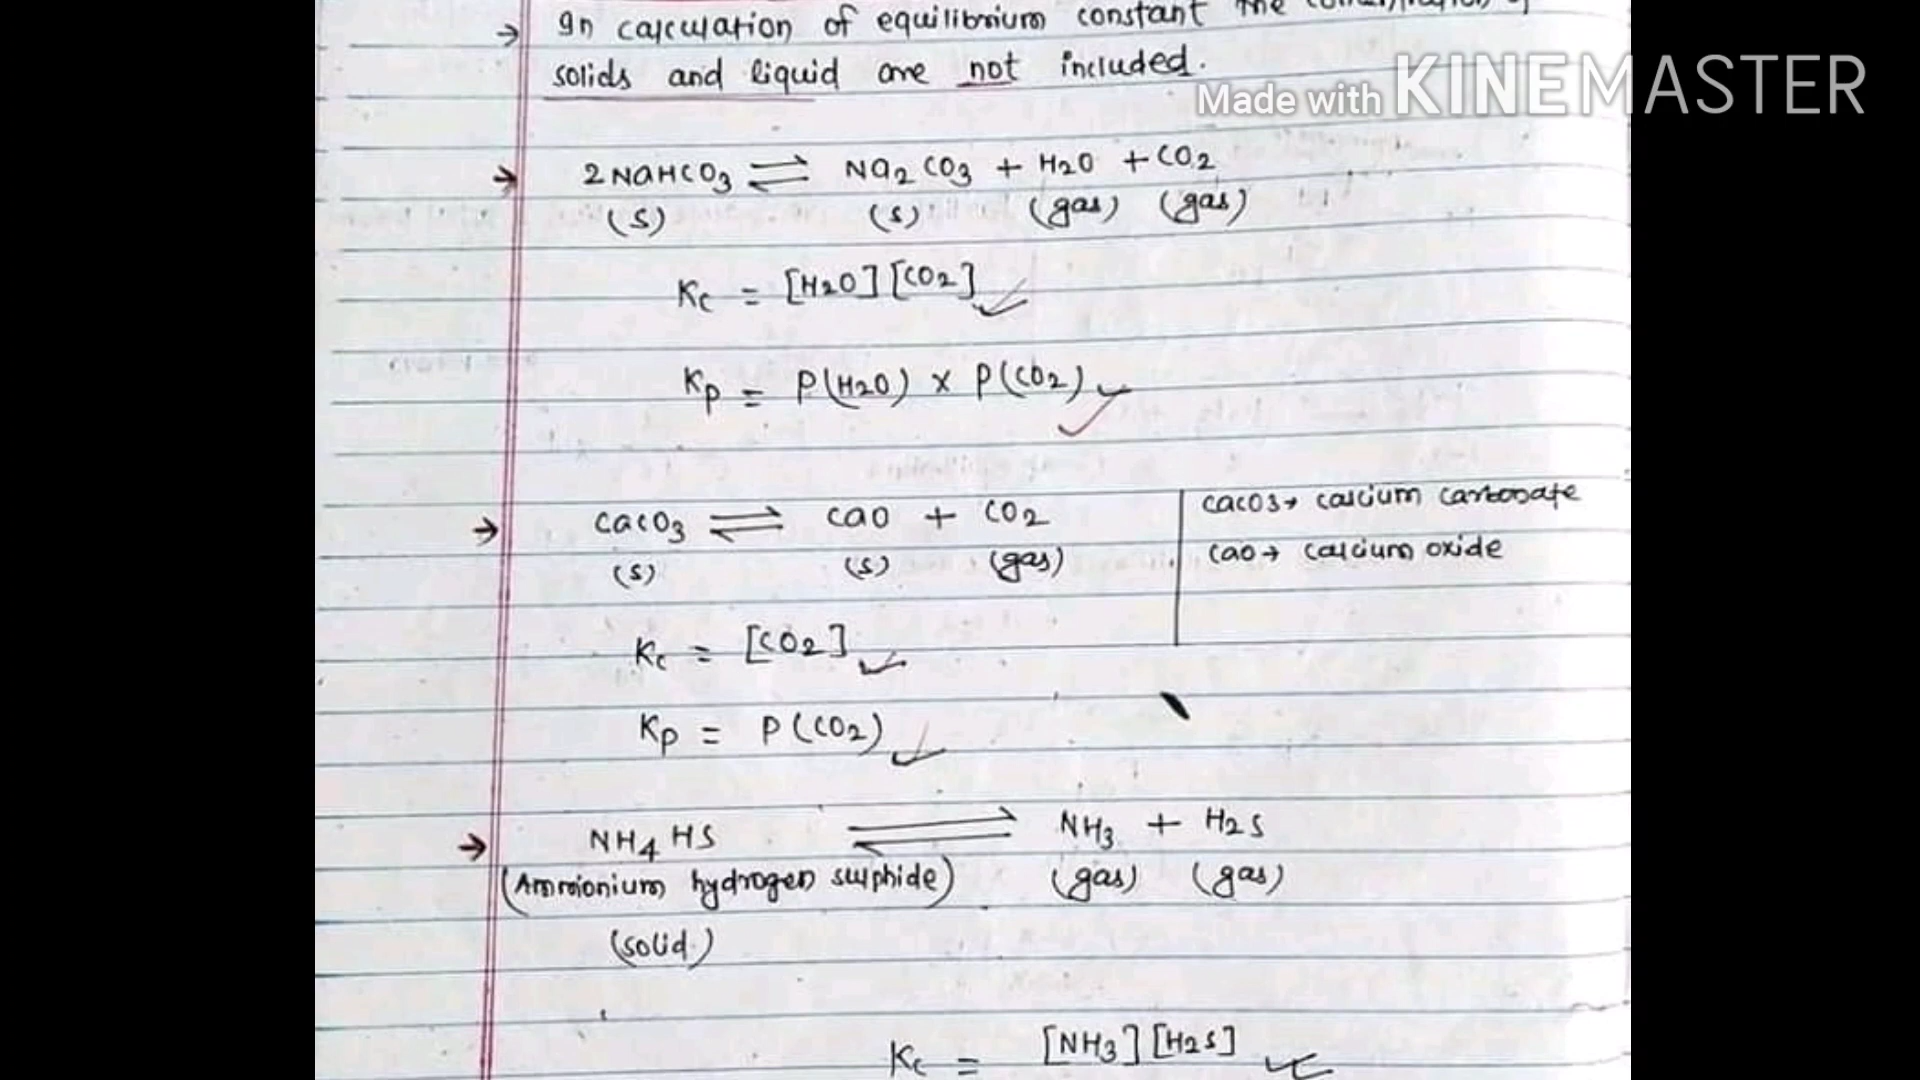 → In calculation of equilibrium constant the concentration of
solids and liquid are not included.
Made with KINEMASTER
→ 2NaHCO3 ⇌ Na2CO3 + H2O + CO2
(s) (s) (gas) (gas)
Kc = [H2O][CO2]
Kp = P(H2O) × P(CO2)
→ CaCO3 ⇌ CaO + CO2
(s) (s) (gas)
CaCO3 → calcium carbonate
CaO → calcium oxide
Kc = [CO2]
Kp = P(CO2)
→ NH4HS ⇌ NH3 + H2S
(Ammonium hydrogen sulphide) (gas) (gas)
(solid)
Kc = [NH3][H2S]